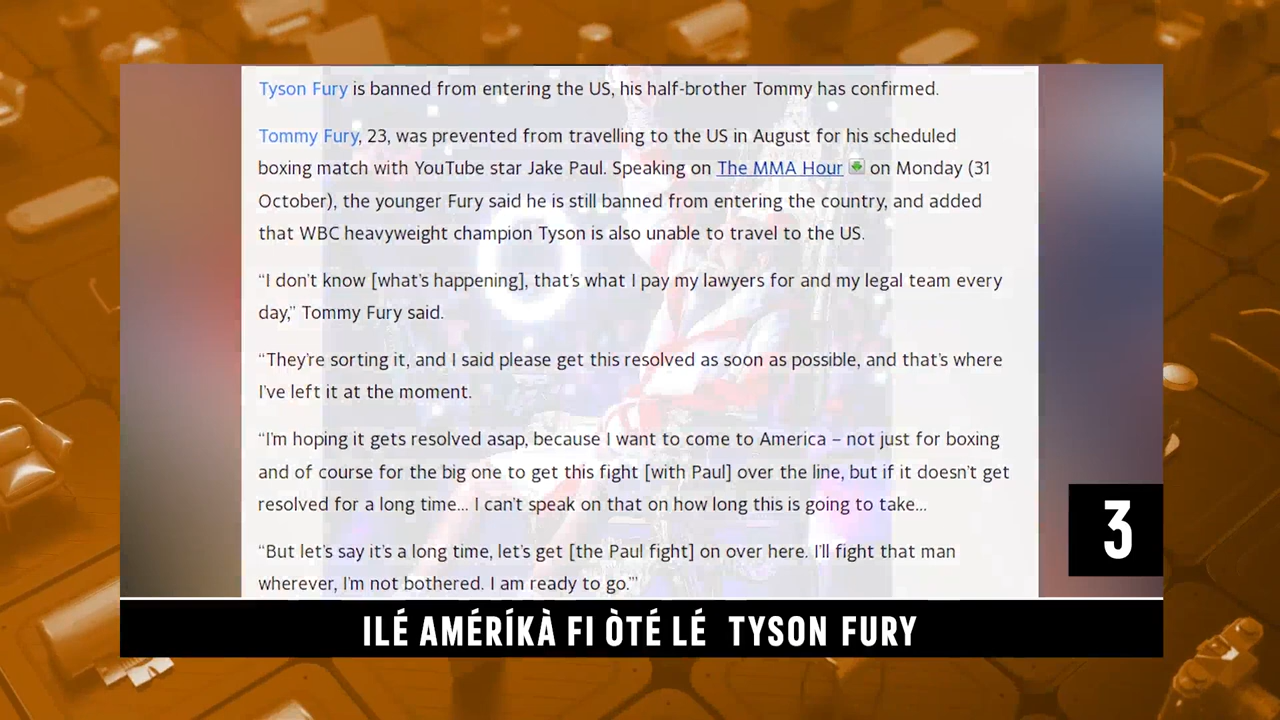 Tyson Fury is banned from entering the US, his half-brother Tommy has confirmed.
Tommy Fury, 23, was prevented from travelling to the US in August for his scheduled
boxing match with YouTube star Jake Paul. Speaking on The MMA Hour on Monday (31
October), the younger Fury said he is still banned from entering the country, and added
that WBC heavyweight champion Tyson is also unable to travel to the US.
“I don’t know [what’s happening], that’s what I pay my lawyers for and my legal team every
day,” Tommy Fury said.
“They’re sorting it, and I said please get this resolved as soon as possible, and that’s where
I’ve left it at the moment.
“I’m hoping it gets resolved asap, because I want to come to America – not just for boxing
and of course for the big one to get this fight [with Paul] over the line, but if it doesn’t get
resolved for a long time... I can’t speak on that on how long this is going to take...
“But let’s say it’s a long time, let’s get [the Paul fight] on over here. I’ll fight that man
wherever, I’m not bothered. I am ready to go.”’
3
ILÉ AMÉRÍKÀ FI ÒTÉ LÉ TYSON FURY